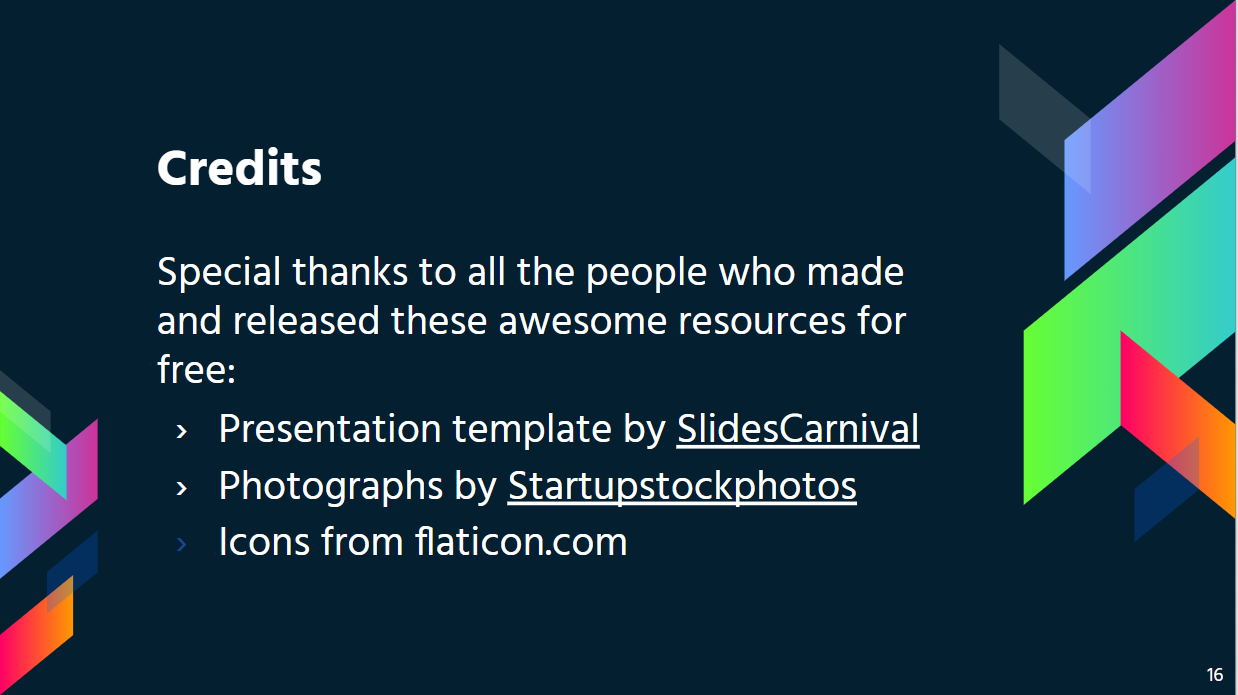 Credits
Special thanks to all the people who made
and released these awesome resources for
free:
› Presentation template by SlidesCarnival
› Photographs by Startupstockphotos
› Icons from flaticon.com
16